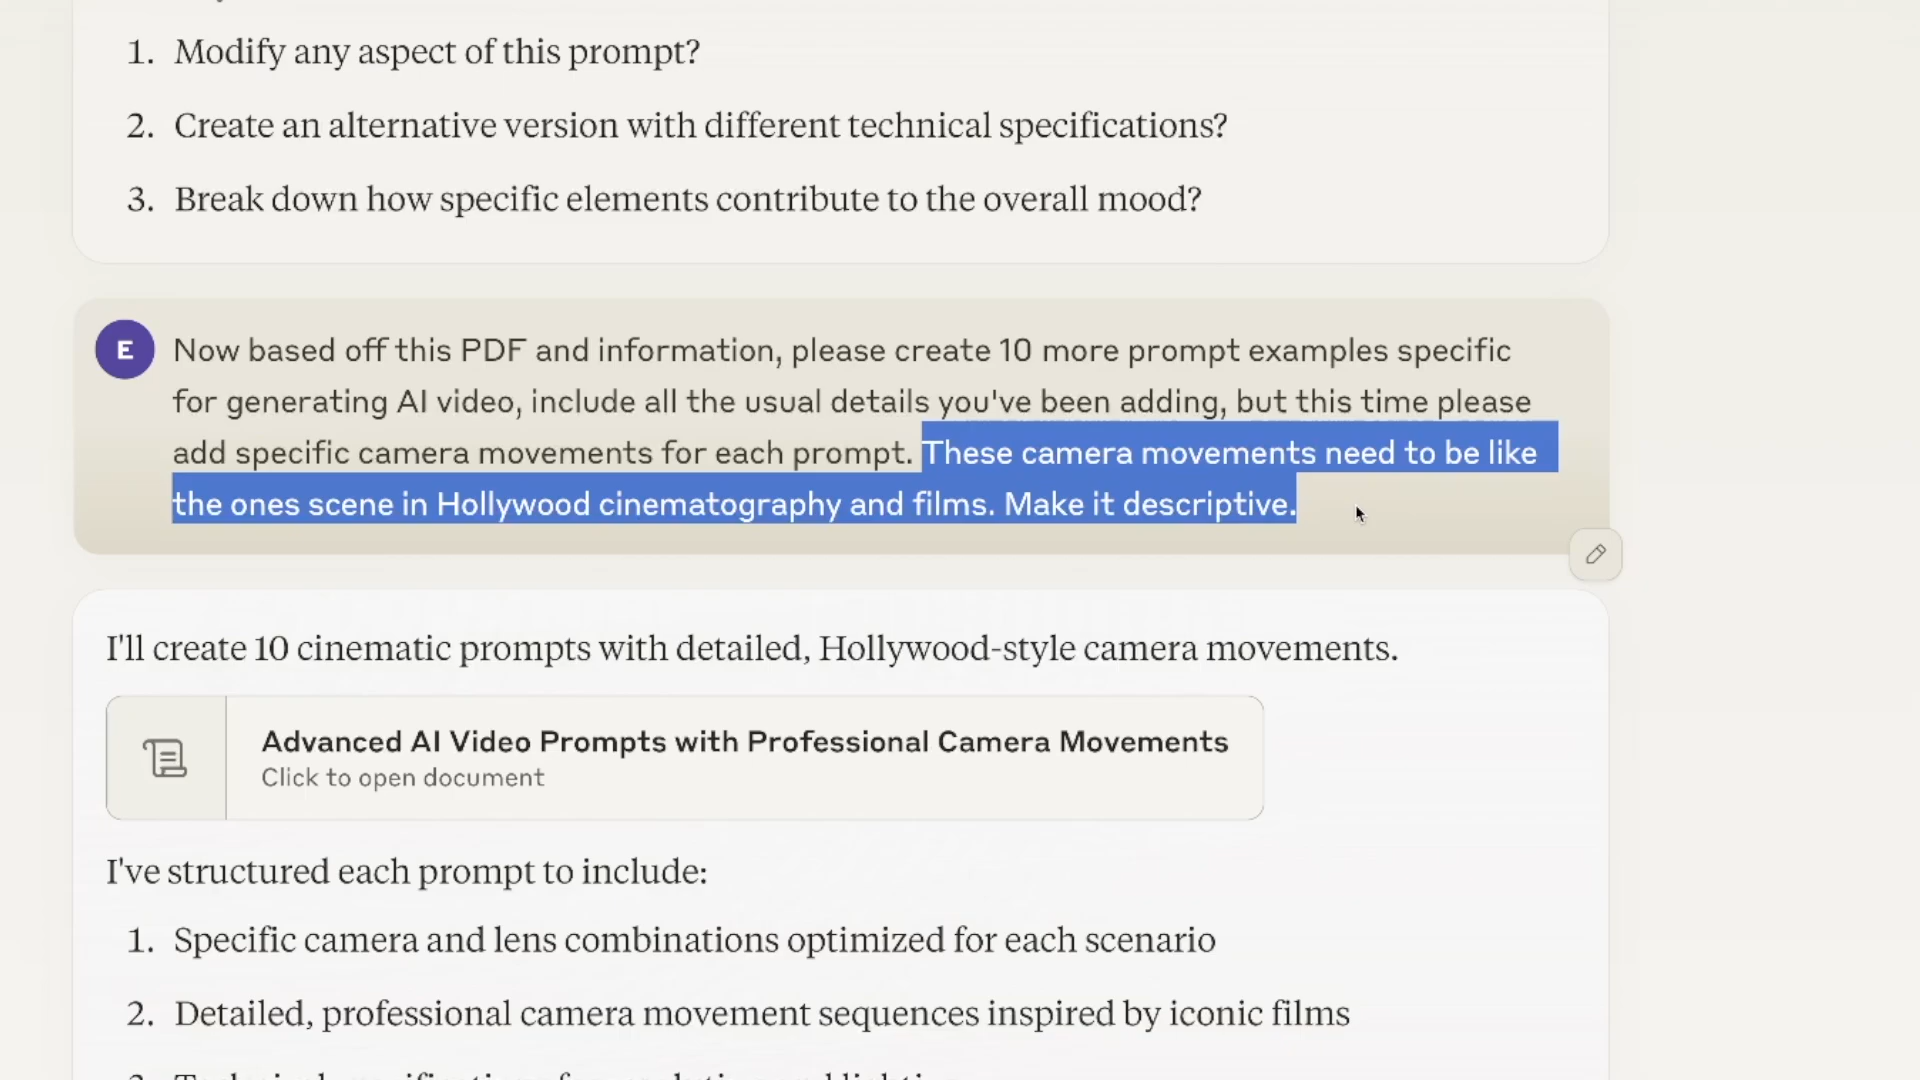 1. Modify any aspect of this prompt?
2. Create an alternative version with different technical specifications?
3. Break down how specific elements contribute to the overall mood?
E
Now based off this PDF and information, please create 10 more prompt examples specific
for generating AI video, include all the usual details you've been adding, but this time please
add specific camera movements for each prompt. These camera movements need to be like
the ones scene in Hollywood cinematography and films. Make it descriptive.
I'll create 10 cinematic prompts with detailed, Hollywood-style camera movements.
Advanced AI Video Prompts with Professional Camera Movements
Click to open document
I've structured each prompt to include:
1. Specific camera and lens combinations optimized for each scenario
2. Detailed, professional camera movement sequences inspired by iconic films